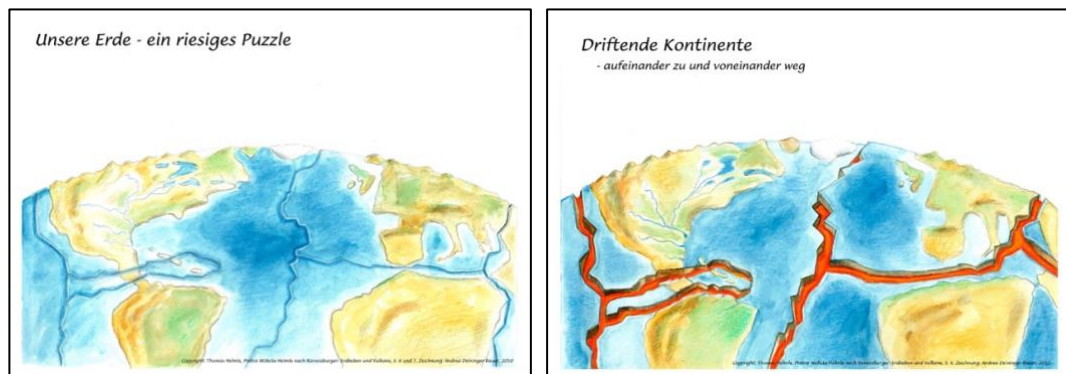 Unsere Erde - ein riesiges Puzzle
Driftende Kontinente
- aufeinander zu und voneinander weg